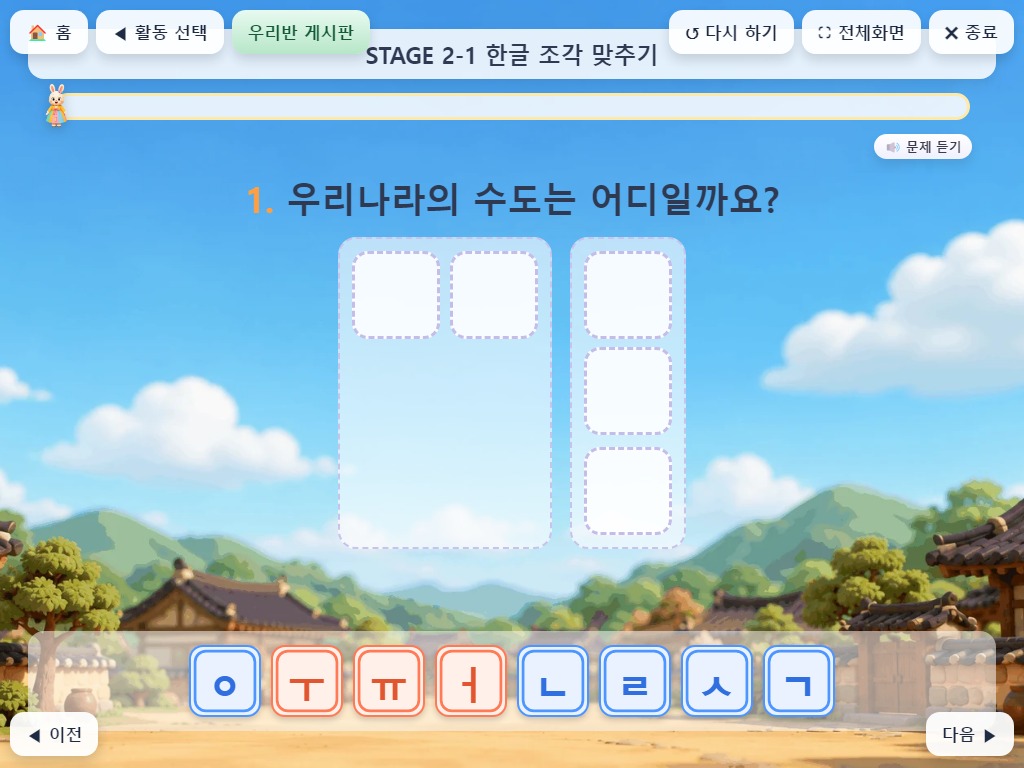 🏠 홈
◀ 활동 선택
우리반 게시판
↺ 다시 하기
⛶ 전체화면
✕ 종료
STAGE 2-1 한글 조각 맞추기
🔊 문제 듣기
1. 우리나라의 수도는 어디일까요?
ㅇ ㅜ ㅠ ㅓ ㄴ ㄹ ㅅ ㄱ
◀ 이전
다음 ▶